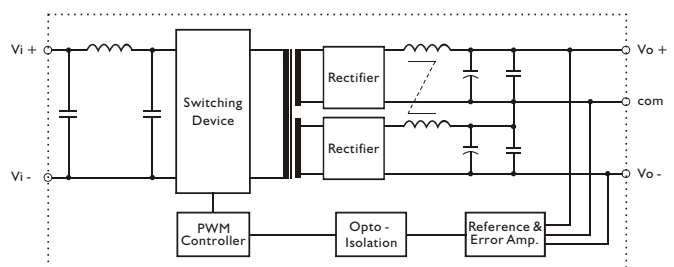 Vi +
Vo +
Rectifier
Switching
Device
com
Rectifier
Vi -
Vo -
PWM
Controller
Opto -
Isolation
Reference &
Error Amp.